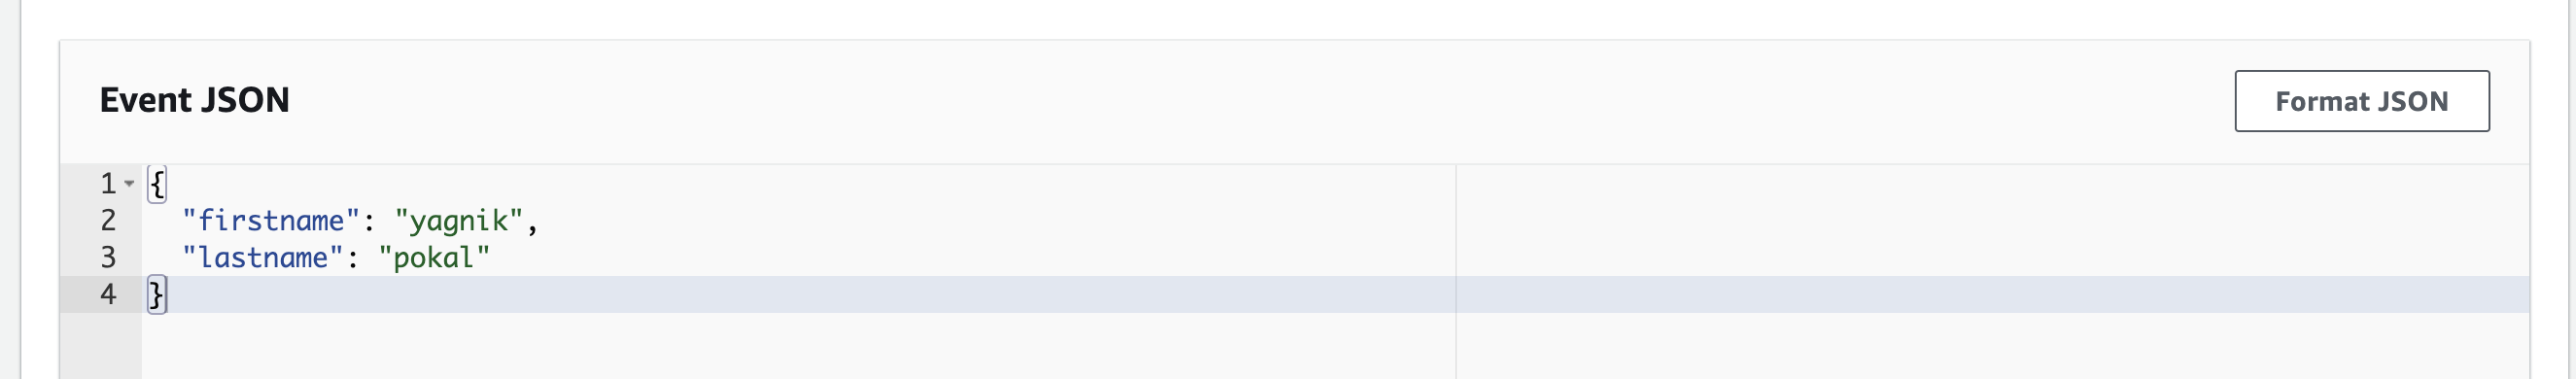 Event JSON
Format JSON
1 {
2 "firstname": "yagnik",
3 "lastname": "pokal"
4 }